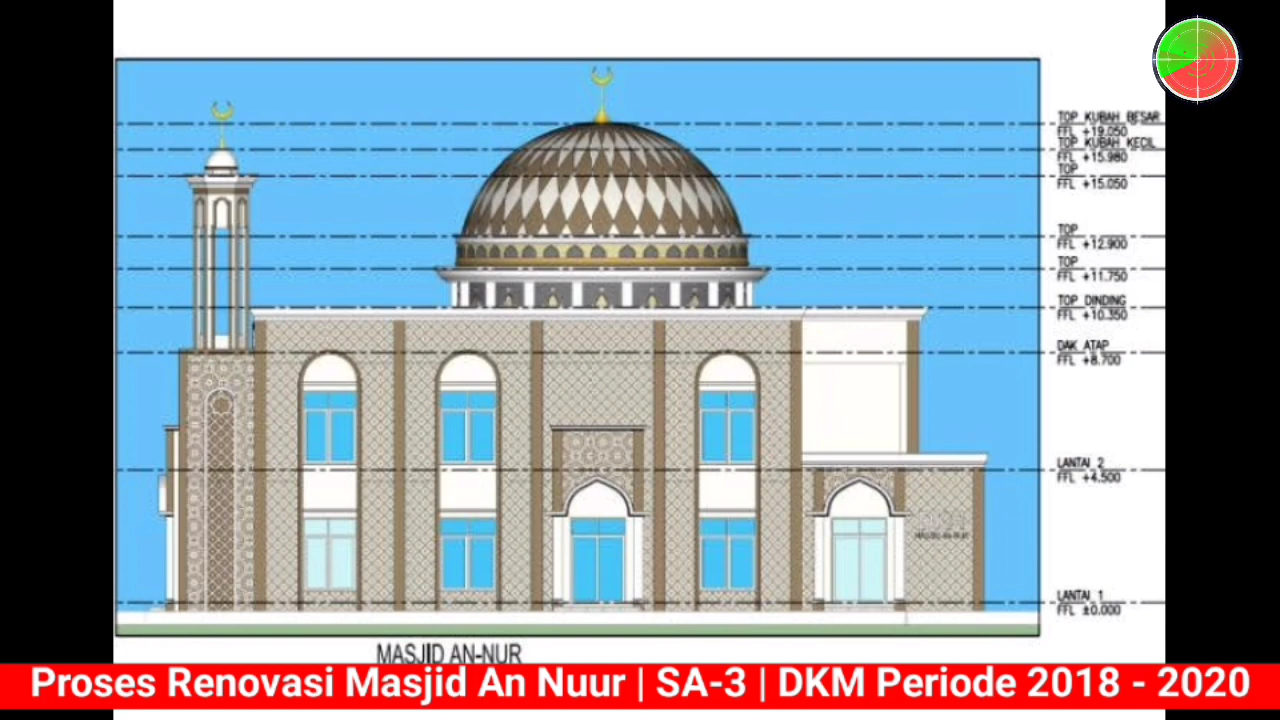 TOP KUBAH BESAR
FFL +19.050
TOP KUBAH KECIL
FFL +15.980
TOP
FFL +15.050
TOP
FFL +12.900
TOP
FFL +11.750
TOP DINDING
FFL +10.350
DAK ATAP
FFL +8.700
LANTAI 2
FFL +4.500
MASJID AN-NUR
LANTAI 1
FFL ±0.000
MASJID AN-NUR
Proses Renovasi Masjid An Nuur | SA-3 | DKM Periode 2018 - 2020